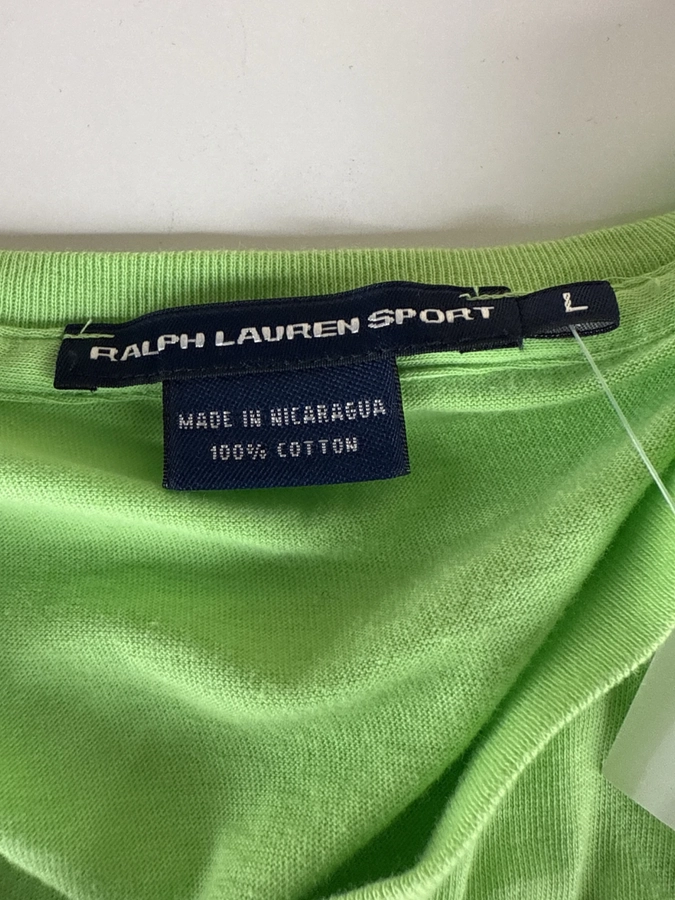 RALPH LAUREN SPORT
L
MADE IN NICARAGUA
100% COTTON